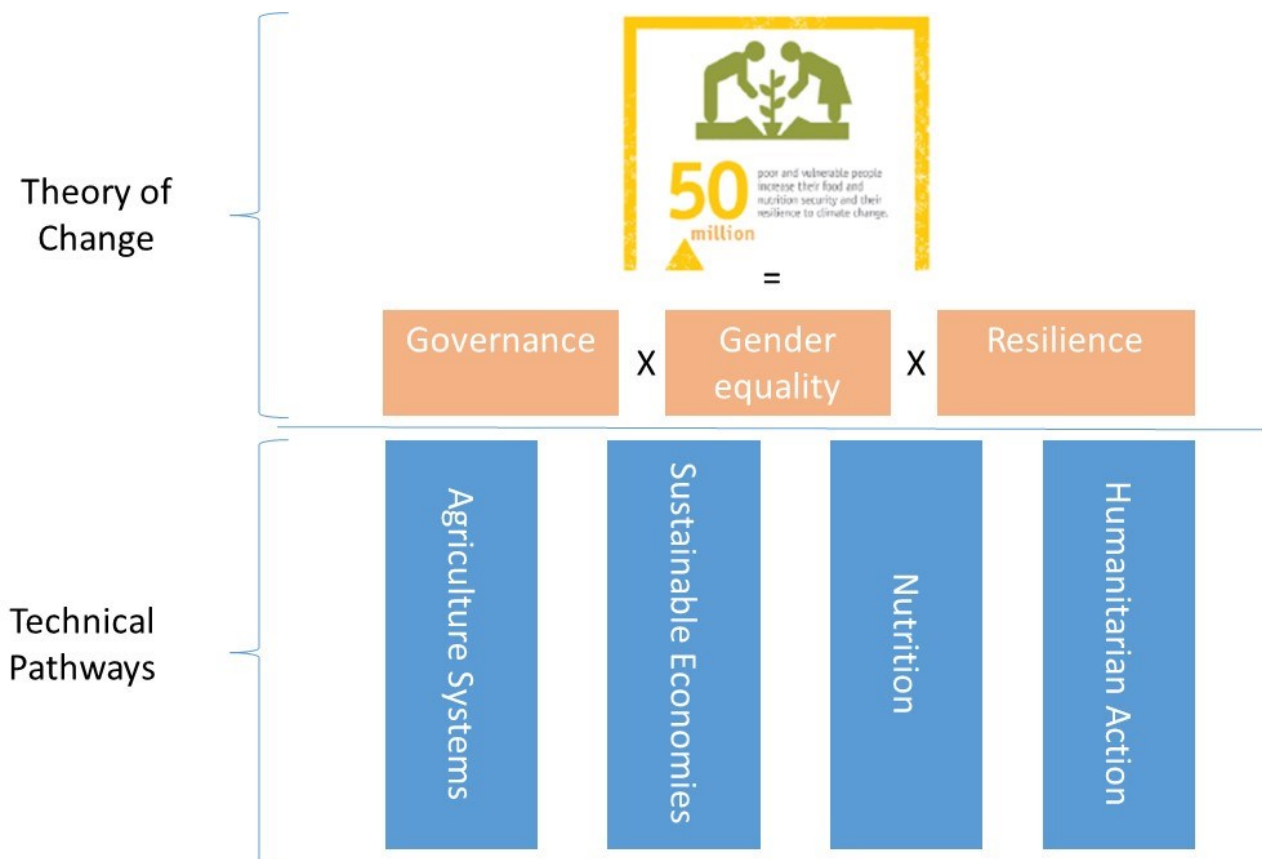 50
million
poor and vulnerable people
increase their food and
nutrition security and their
resilience to climate change.
Theory of
Change
=
Governance
X
Gender
equality
X
Resilience
Technical
Pathways
Agriculture Systems
Sustainable Economies
Nutrition
Humanitarian Action